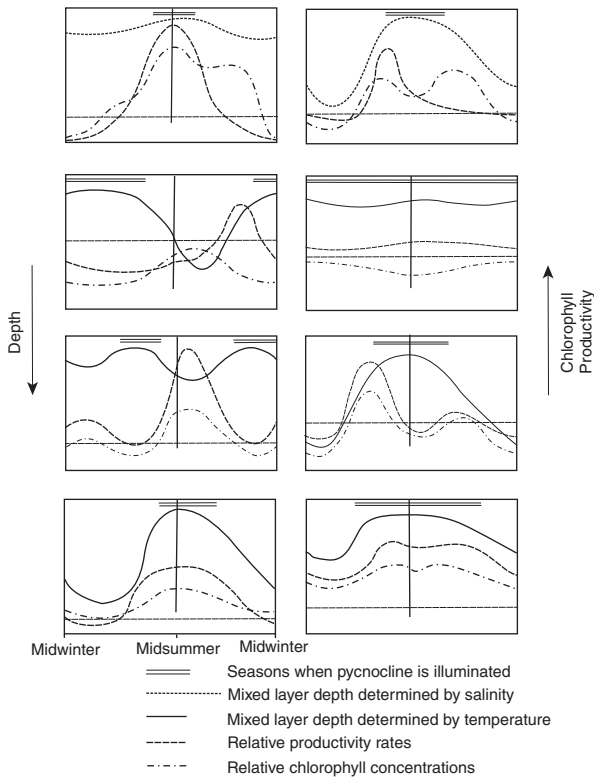 Depth
Chlorophyll
Productivity
Midwinter
Midsummer
Midwinter
Seasons when pycnocline is illuminated
Mixed layer depth determined by salinity
Mixed layer depth determined by temperature
Relative productivity rates
Relative chlorophyll concentrations